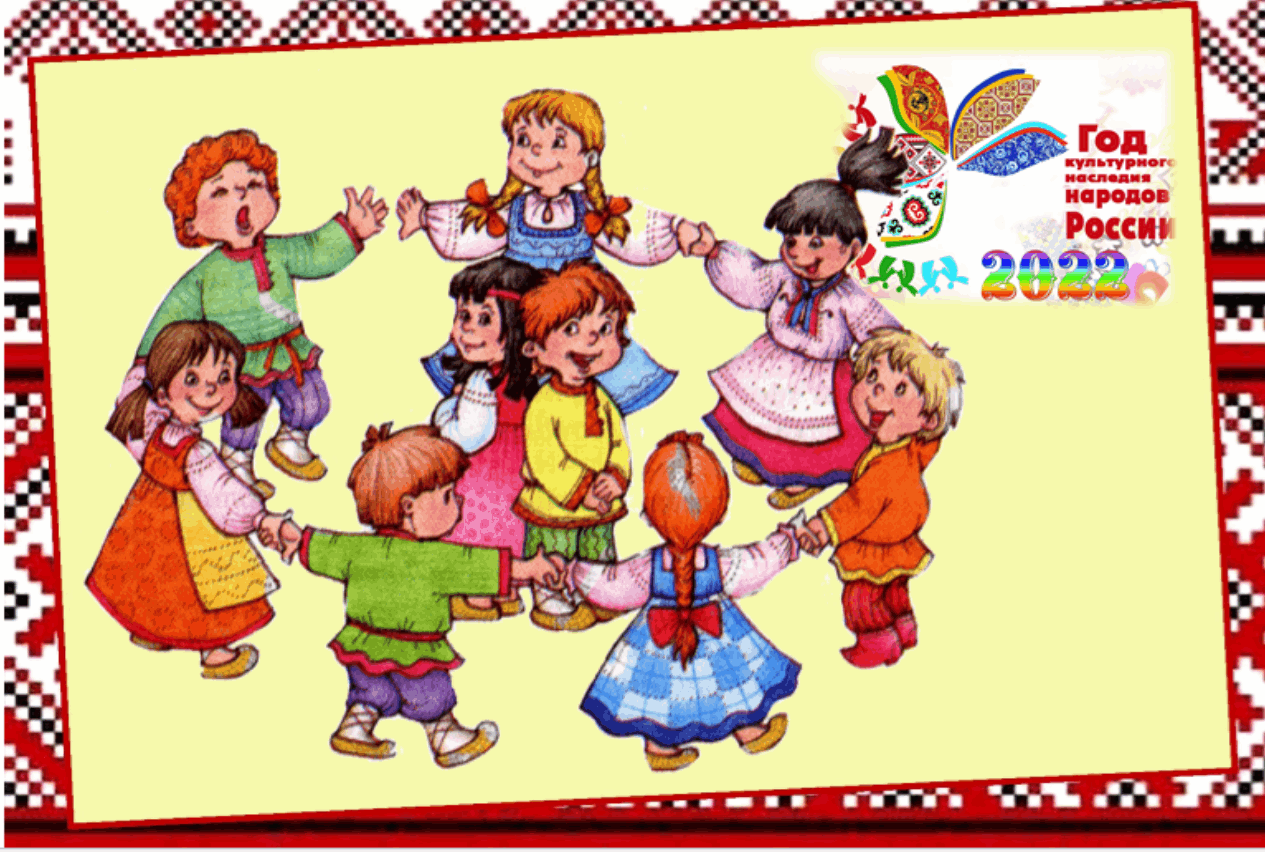 Год
культурного
наследия
народов
России
2022